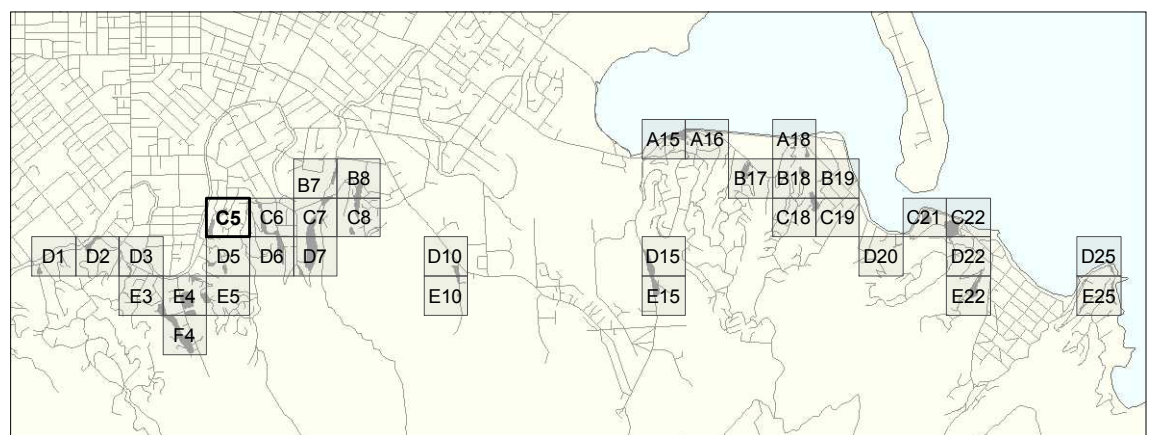 A15 A16 A18
B7 B8 B17 B18 B19
C5 C6 C7 C8 C18 C19 C21 C22
D1 D2 D3 D5 D6 D7 D10 D15 D20 D22 D25
E3 E4 E5 E10 E15 E22 E25
F4